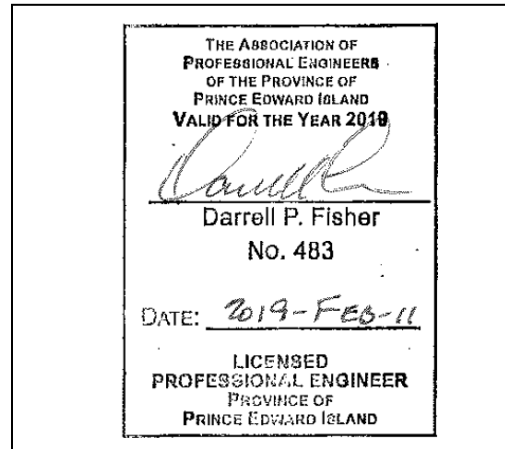 THE ASSOCIATION OF
PROFESSIONAL ENGINEERS
OF THE PROVINCE OF
PRINCE EDWARD ISLAND
VALID FOR THE YEAR 2019
Darrell P. Fisher
No. 483
DATE: 2019-FEB-11
LICENSED
PROFESSIONAL ENGINEER
PROVINCE OF
PRINCE EDWARD ISLAND